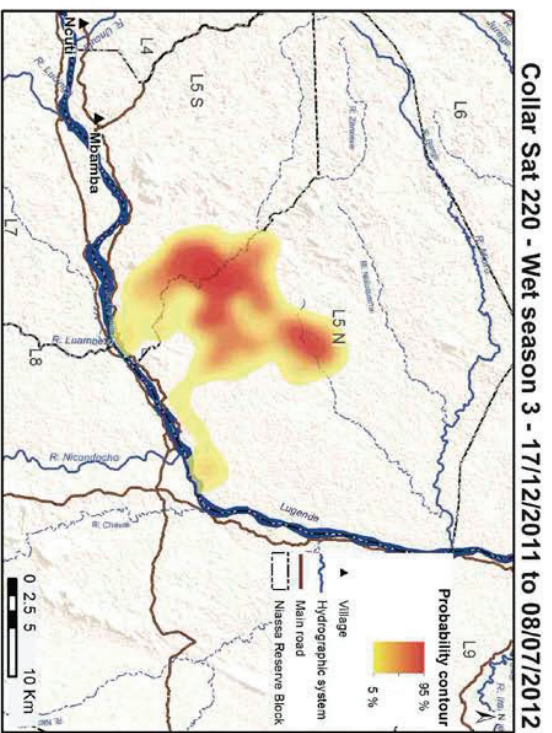 Collar Sat 220 - Wet season 3 - 17/12/2011 to 08/07/2012
L4
L5 S
L6
L7
L8
L5 N
L9
Ncuti
Mbamba
R. Luambeze
R. Nicondocho
R. Chava
Lugenda
Probability contour
95 %
5 %
Village
Hydrographic system
Main road
Niassa Reserve Block
0 2.5 5 10 Km
N